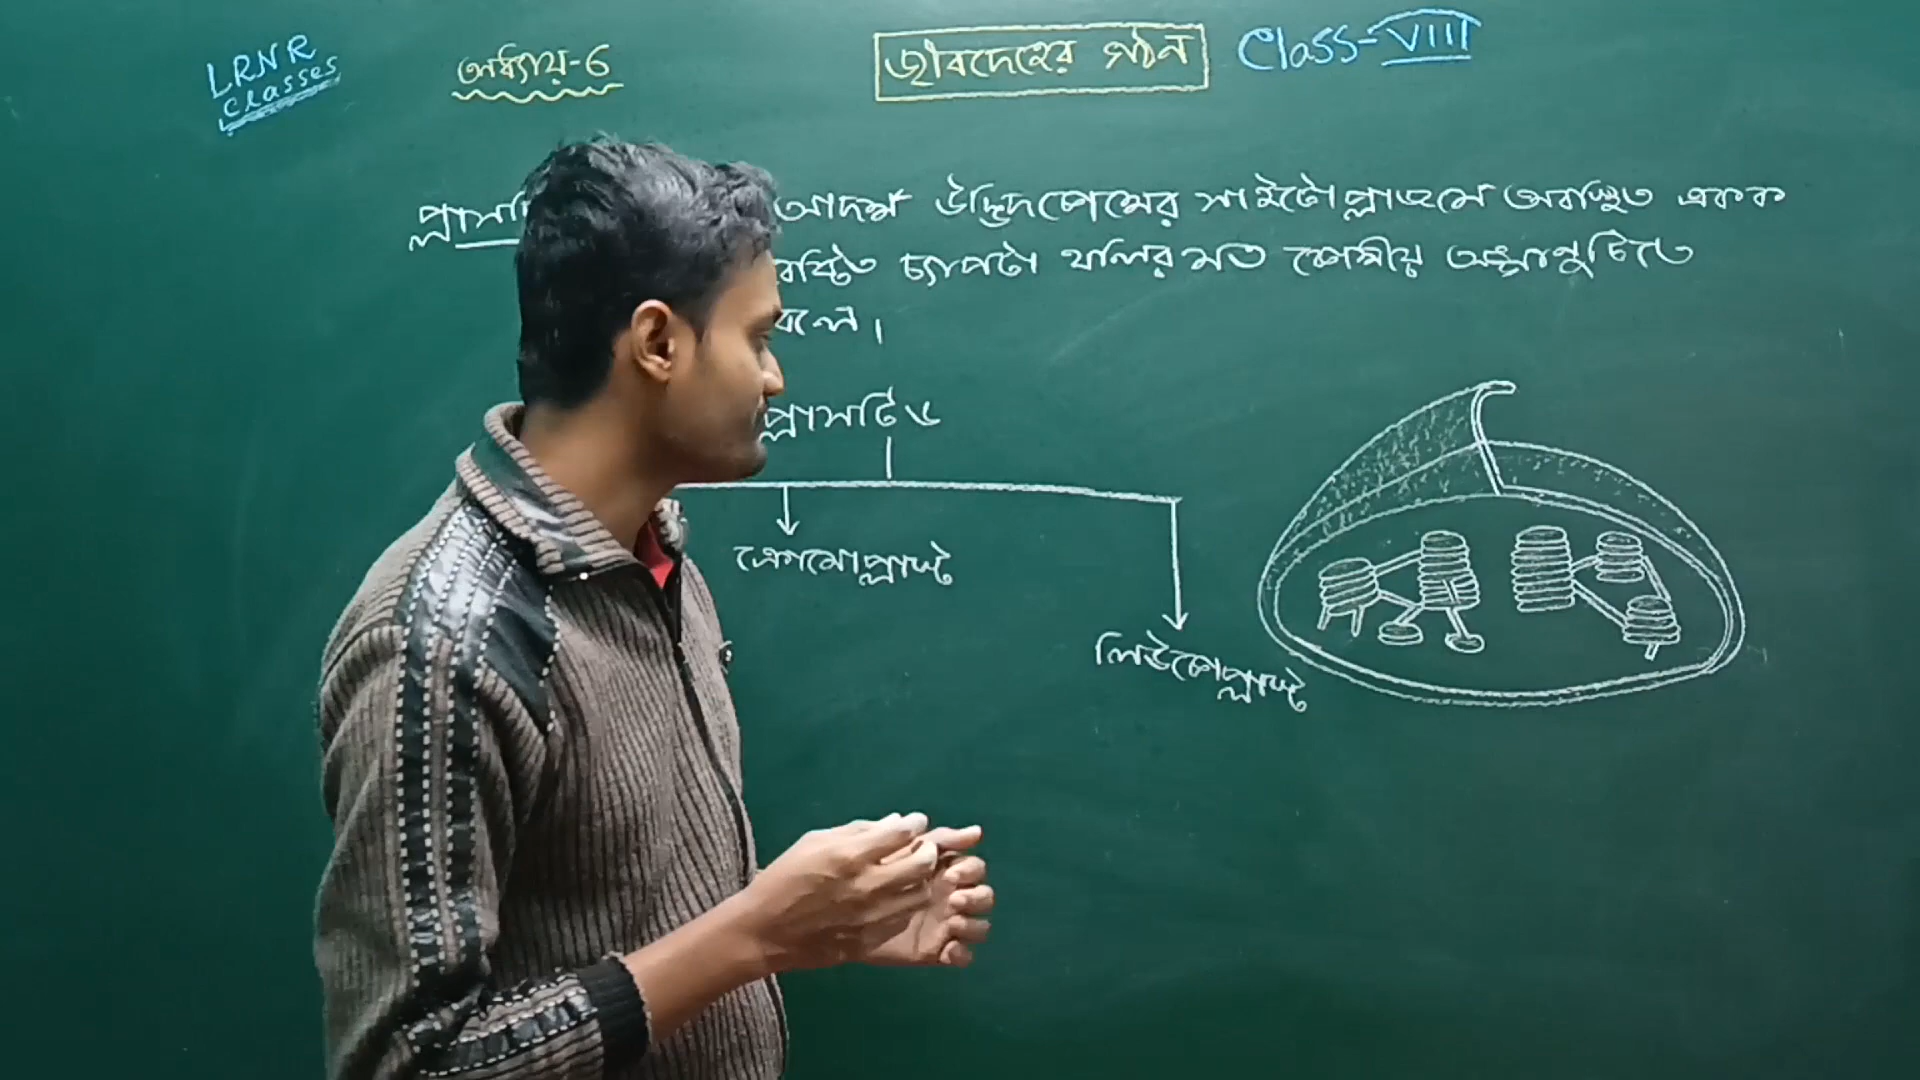 LRNR
Classes
অধ্যায়-6
জীবদেহের গঠন
Class-VIII
আদর্শ উদ্ভিদকোষের সাইটোপ্লাজমে অবস্থিত একক
চ্যাপটা থলির মত কোষীয় অঙ্গাণুটিতে
বলে।
প্লাসটিড
ক্রোমোপ্লাস্ট
লিউকোপ্লাস্ট